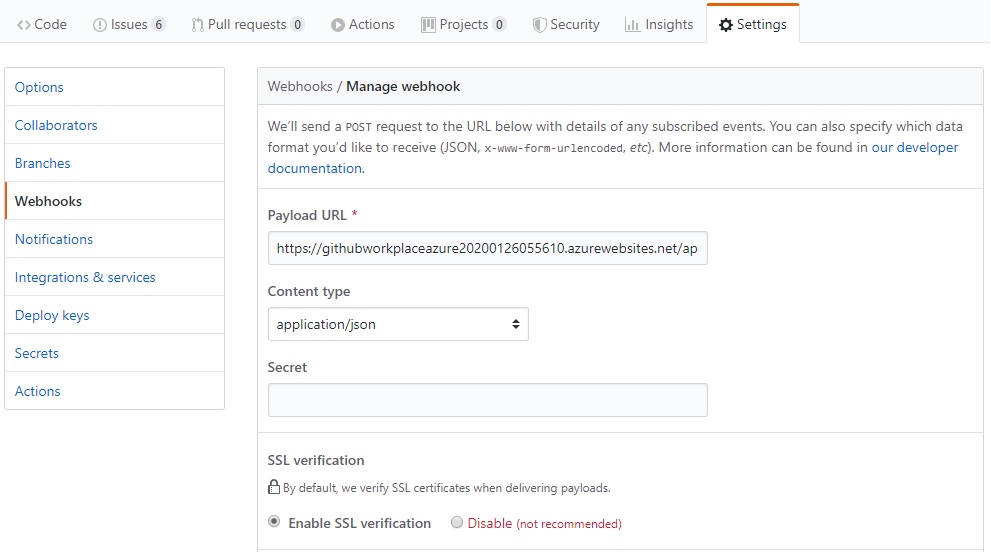 Code Issues 6 Pull requests 0 Actions Projects 0 Security Insights Settings
Options
Collaborators
Branches
Webhooks
Notifications
Integrations & services
Deploy keys
Secrets
Actions
Webhooks / Manage webhook
We'll send a POST request to the URL below with details of any subscribed events. You can also specify which data
format you'd like to receive (JSON, x-www-form-urlencoded, etc). More information can be found in our developer
documentation.
Payload URL *
https://githubworkplaceazure20200126055610.azurewebsites.net/ap
Content type
application/json
Secret
SSL verification
By default, we verify SSL certificates when delivering payloads.
Enable SSL verification Disable (not recommended)